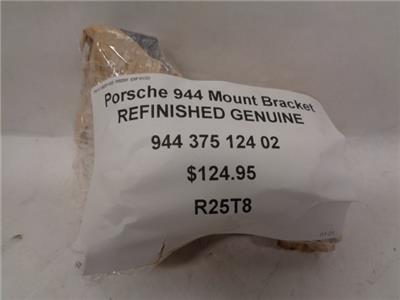 Porsche 944 Mount Bracket
REFINISHED GENUINE
944 375 124 02
$124.95
R25T8